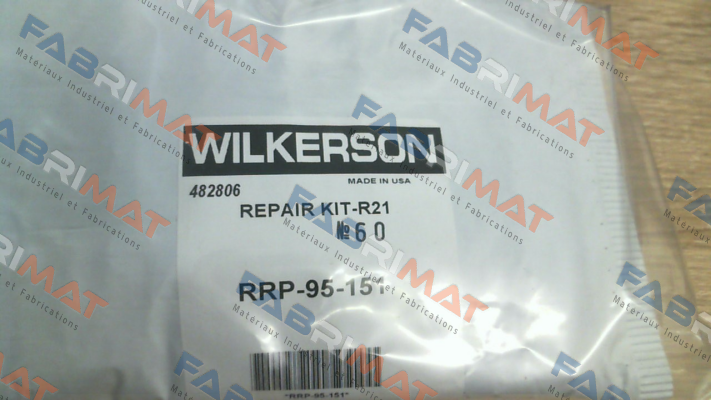 WILKERSON
MADE IN USA
482806
REPAIR KIT-R21
№60
RRP-95-151
"RRP-95-151"
FABRIMAT
Materiaux Industriel et Fabrications